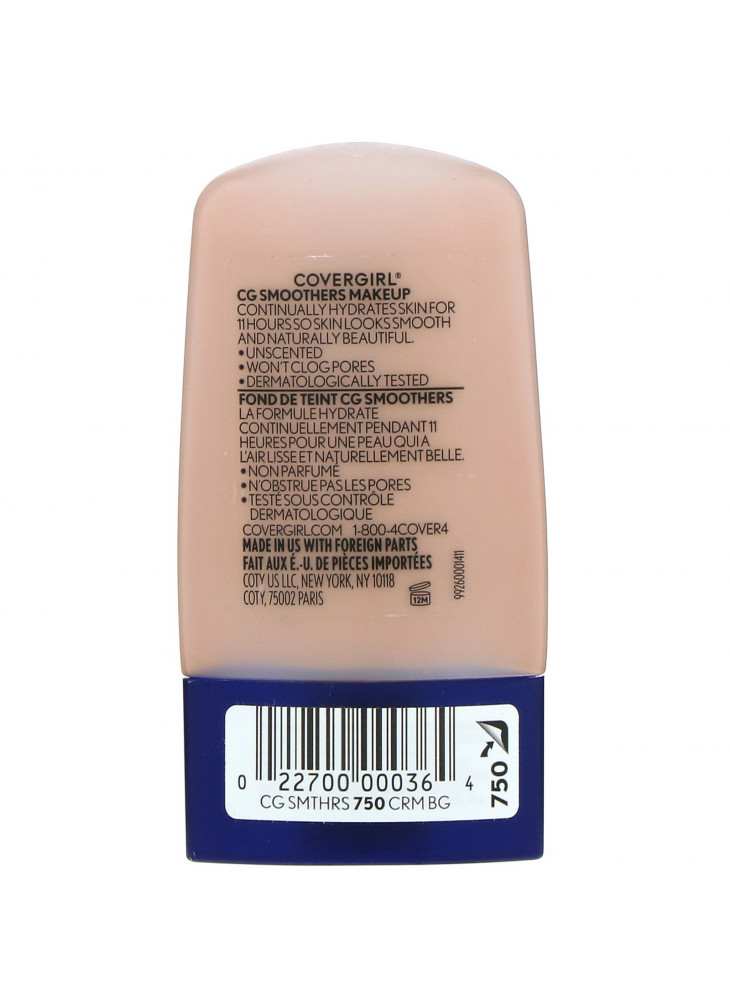 COVERGIRL®
CG SMOOTHERS MAKEUP
CONTINUALLY HYDRATES SKIN FOR
11 HOURS SO SKIN LOOKS SMOOTH
AND NATURALLY BEAUTIFUL.
• UNSCENTED
• WON'T CLOG PORES
• DERMATOLOGICALLY TESTED
FOND DE TEINT CG SMOOTHERS
LA FORMULE HYDRATE
CONTINUELLEMENT PENDANT 11
HEURES POUR UNE PEAU QUI A
L'AIR LISSE ET NATURELLEMENT BELLE.
• NON PARFUMÉ
• N'OBSTRUE PAS LES PORES
• TESTÉ SOUS CONTRÔLE
DERMATOLOGIQUE
COVERGIRL.COM 1-800-4COVER4
MADE IN US WITH FOREIGN PARTS
FAIT AUX É.-U. DE PIÈCES IMPORTÉES
COTY US LLC, NEW YORK, NY 10118
COTY, 75002 PARIS
12M
99260001411
0 22700 00036 4
CG SMTHRS 750 CRM BG
750